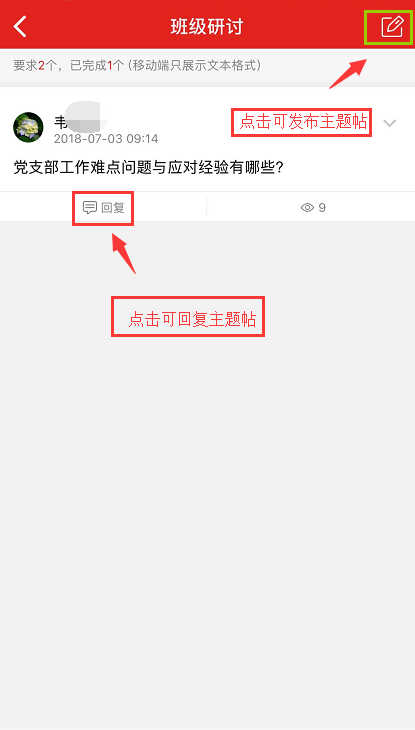 班级研讨
要求2个，已完成1个 (移动端只展示文本格式)
韦
点击可发布主题帖
2018-07-03 09:14
党支部工作难点问题与应对经验有哪些?
回复
9
点击可回复主题帖